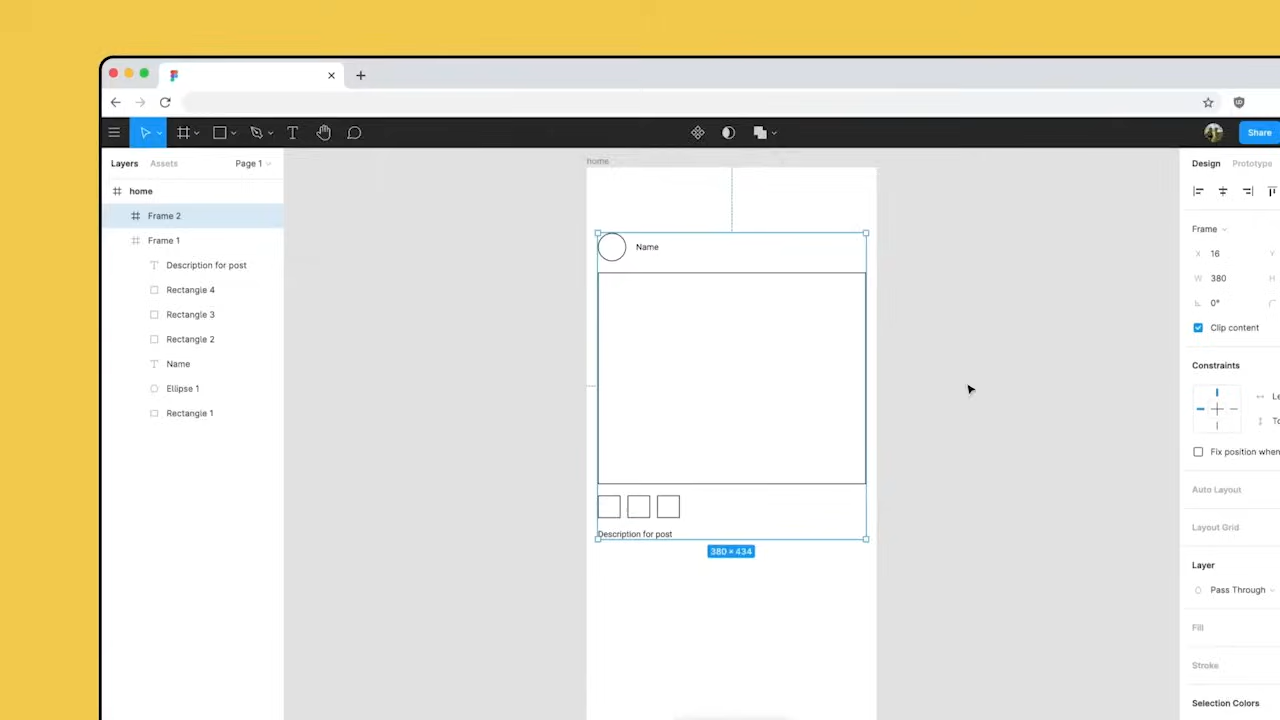 Share
Layers Assets Page 1
home
Frame 2
Frame 1
Description for post
Rectangle 4
Rectangle 3
Rectangle 2
Name
Ellipse 1
Rectangle 1
home
Name
Description for post
380 × 434
Design Prototype
Frame
X 16 Y
W 380 H
0°
Clip content
Constraints
Le
To
Fix position when
Auto Layout
Layout Grid
Layer
Pass Through
Fill
Stroke
Selection Colors